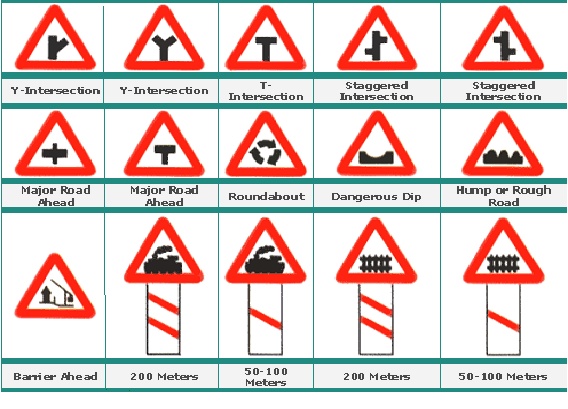 Y-Intersection
Y-Intersection
T-
Intersection
Staggered
Intersection
Staggered
Intersection
Major Road
Ahead
Major Road
Ahead
Roundabout
Dangerous Dip
Hump or Rough
Road
Barrier Ahead
200 Meters
50-100
Meters
200 Meters
50-100 Meters